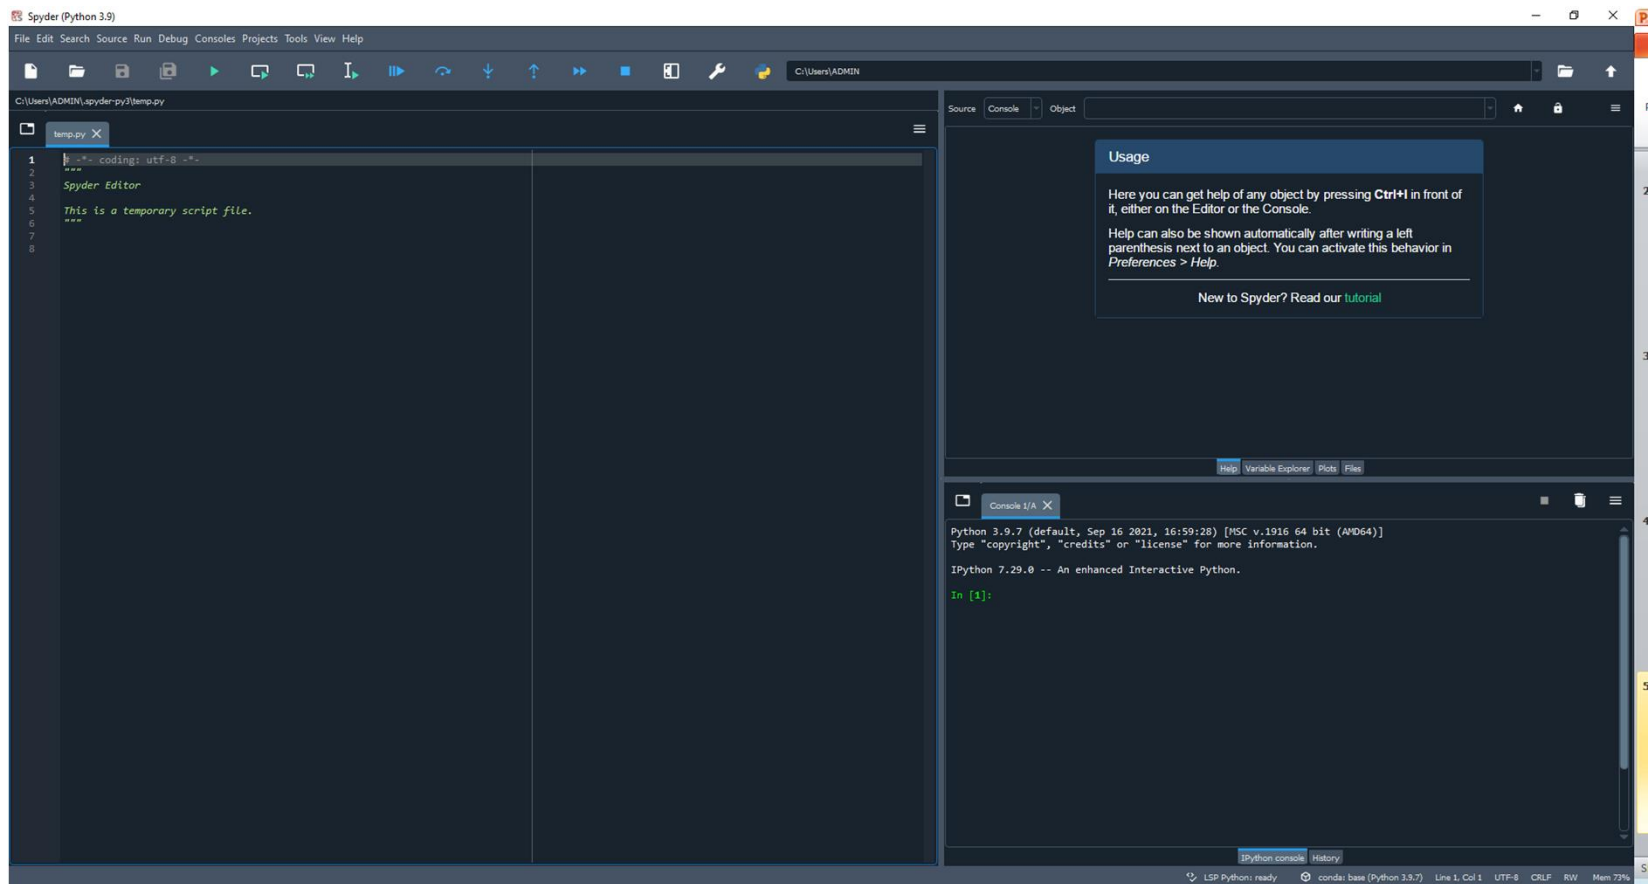 Spyder (Python 3.9)
File Edit Search Source Run Debug Consoles Projects Tools View Help
C:\Users\ADMIN
C:\Users\ADMIN\.spyder-py3\temp.py
temp.py
1 # -*- coding: utf-8 -*-
2 """
3 Spyder Editor
4
5 This is a temporary script file.
6 """
7
8
Source Console Object
Usage
Here you can get help of any object by pressing Ctrl+I in front of
it, either on the Editor or the Console.
Help can also be shown automatically after writing a left
parenthesis next to an object. You can activate this behavior in
Preferences > Help.
New to Spyder? Read our tutorial
Help Variable Explorer Plots Files
Console 1/A
Python 3.9.7 (default, Sep 16 2021, 16:59:28) [MSC v.1916 64 bit (AMD64)]
Type "copyright", "credits" or "license" for more information.
IPython 7.29.0 -- An enhanced Interactive Python.
In [1]:
IPython console History
LSP Python: ready conda: base (Python 3.9.7) Line 1, Col 1 UTF-8 CRLF RW Mem 73%
P
2
3
4
5
S